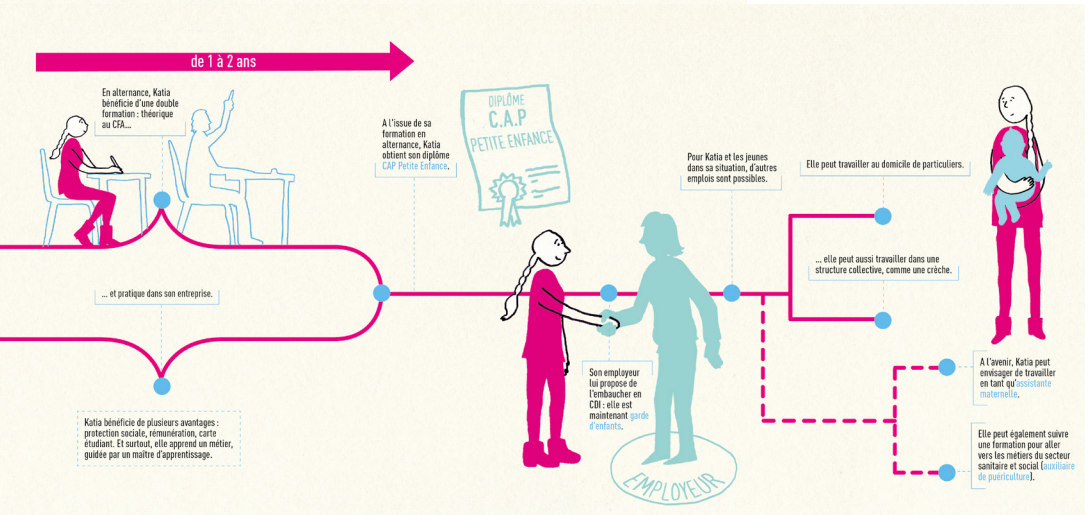 de 1 à 2 ans
En alternance, Katia
bénéficie d'une double
formation : théorique
au CFA...
... et pratique dans son entreprise.
Katia bénéficie de plusieurs avantages :
protection sociale, rémunération, carte
étudiant. Et surtout, elle apprend un métier,
guidée par un maître d'apprentissage.
A l'issue de sa
formation en
alternance, Katia
obtient son diplôme
CAP Petite Enfance.
DIPLÔME
C.A.P
PETITE ENFANCE
Son employeur
lui propose de
l'embaucher en
CDI : elle est
maintenant garde
d'enfants.
EMPLOYEUR
Pour Katia et les jeunes
dans sa situation, d'autres
emplois sont possibles.
Elle peut travailler au domicile de particuliers.
... elle peut aussi travailler dans une
structure collective, comme une crèche.
A l'avenir, Katia peut
envisager de travailler
en tant qu'assistante
maternelle.
Elle peut également suivre
une formation pour aller
vers les métiers du secteur
sanitaire et social (auxiliaire
de puériculture).